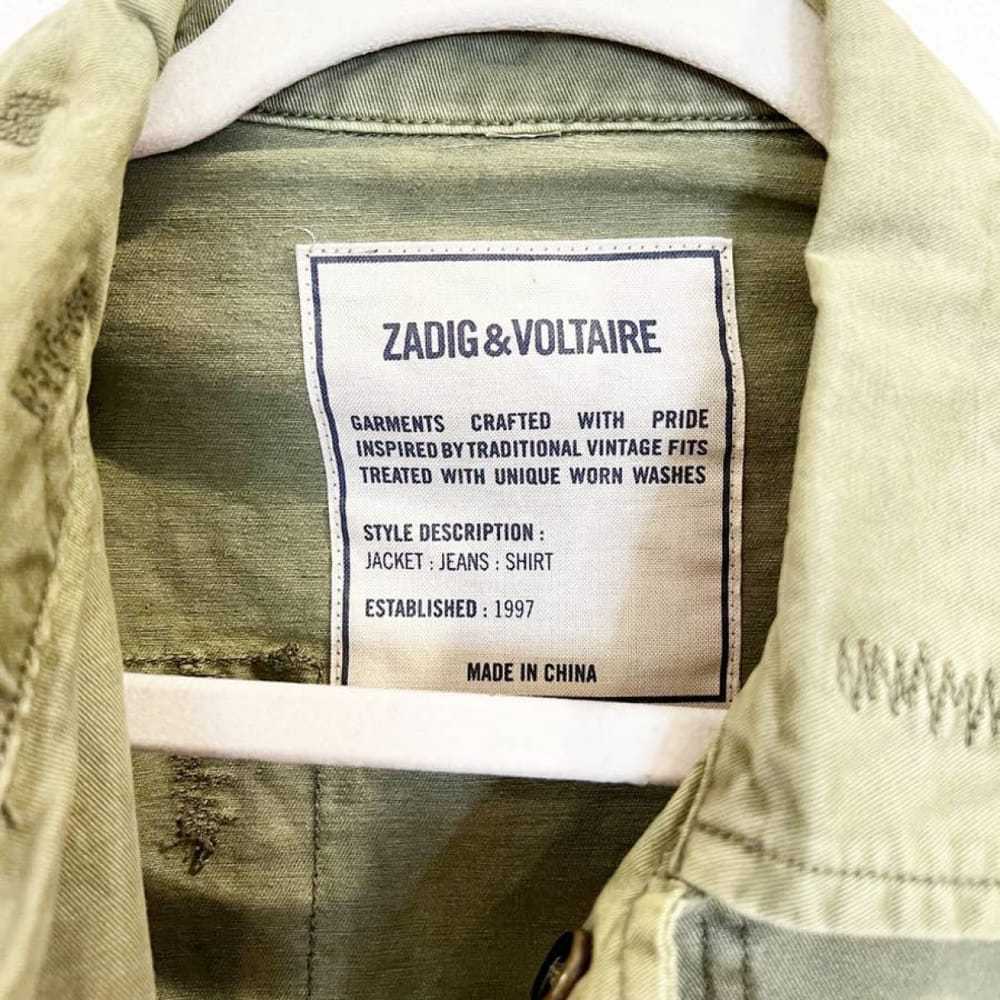 ZADIG & VOLTAIRE
GARMENTS CRAFTED WITH PRIDE
INSPIRED BY TRADITIONAL VINTAGE FITS
TREATED WITH UNIQUE WORN WASHES
STYLE DESCRIPTION :
JACKET : JEANS : SHIRT
ESTABLISHED : 1997
MADE IN CHINA